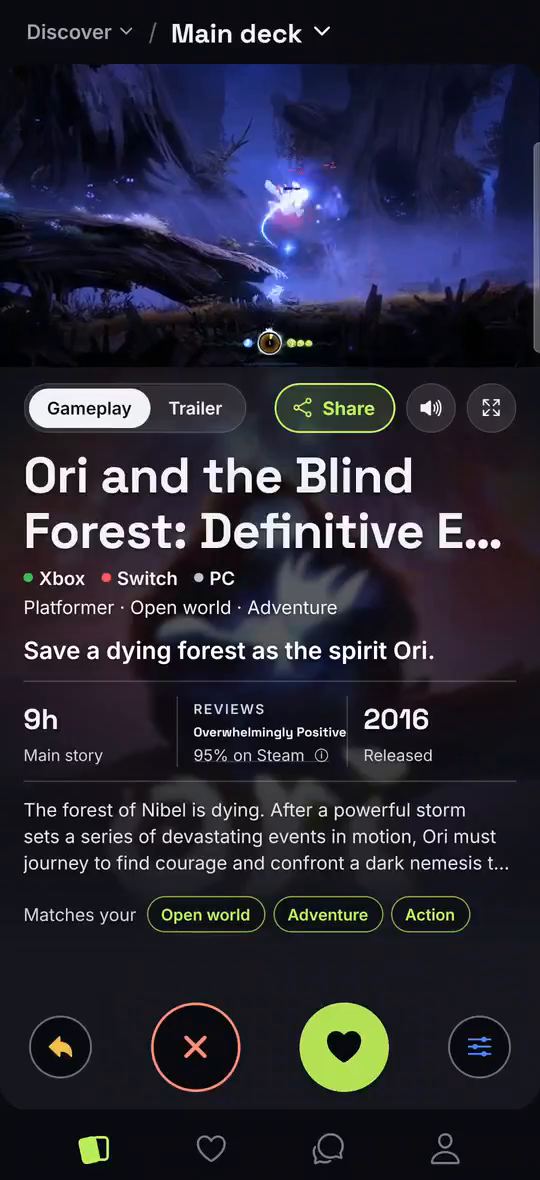 Discover / Main deck
Gameplay Trailer Share
Ori and the Blind
Forest: Definitive E...
Xbox Switch PC
Platformer · Open world · Adventure
Save a dying forest as the spirit Ori.
9h
Main story
REVIEWS
Overwhelmingly Positive
95% on Steam
2016
Released
The forest of Nibel is dying. After a powerful storm
sets a series of devastating events in motion, Ori must
journey to find courage and confront a dark nemesis t...
Matches your Open world Adventure Action